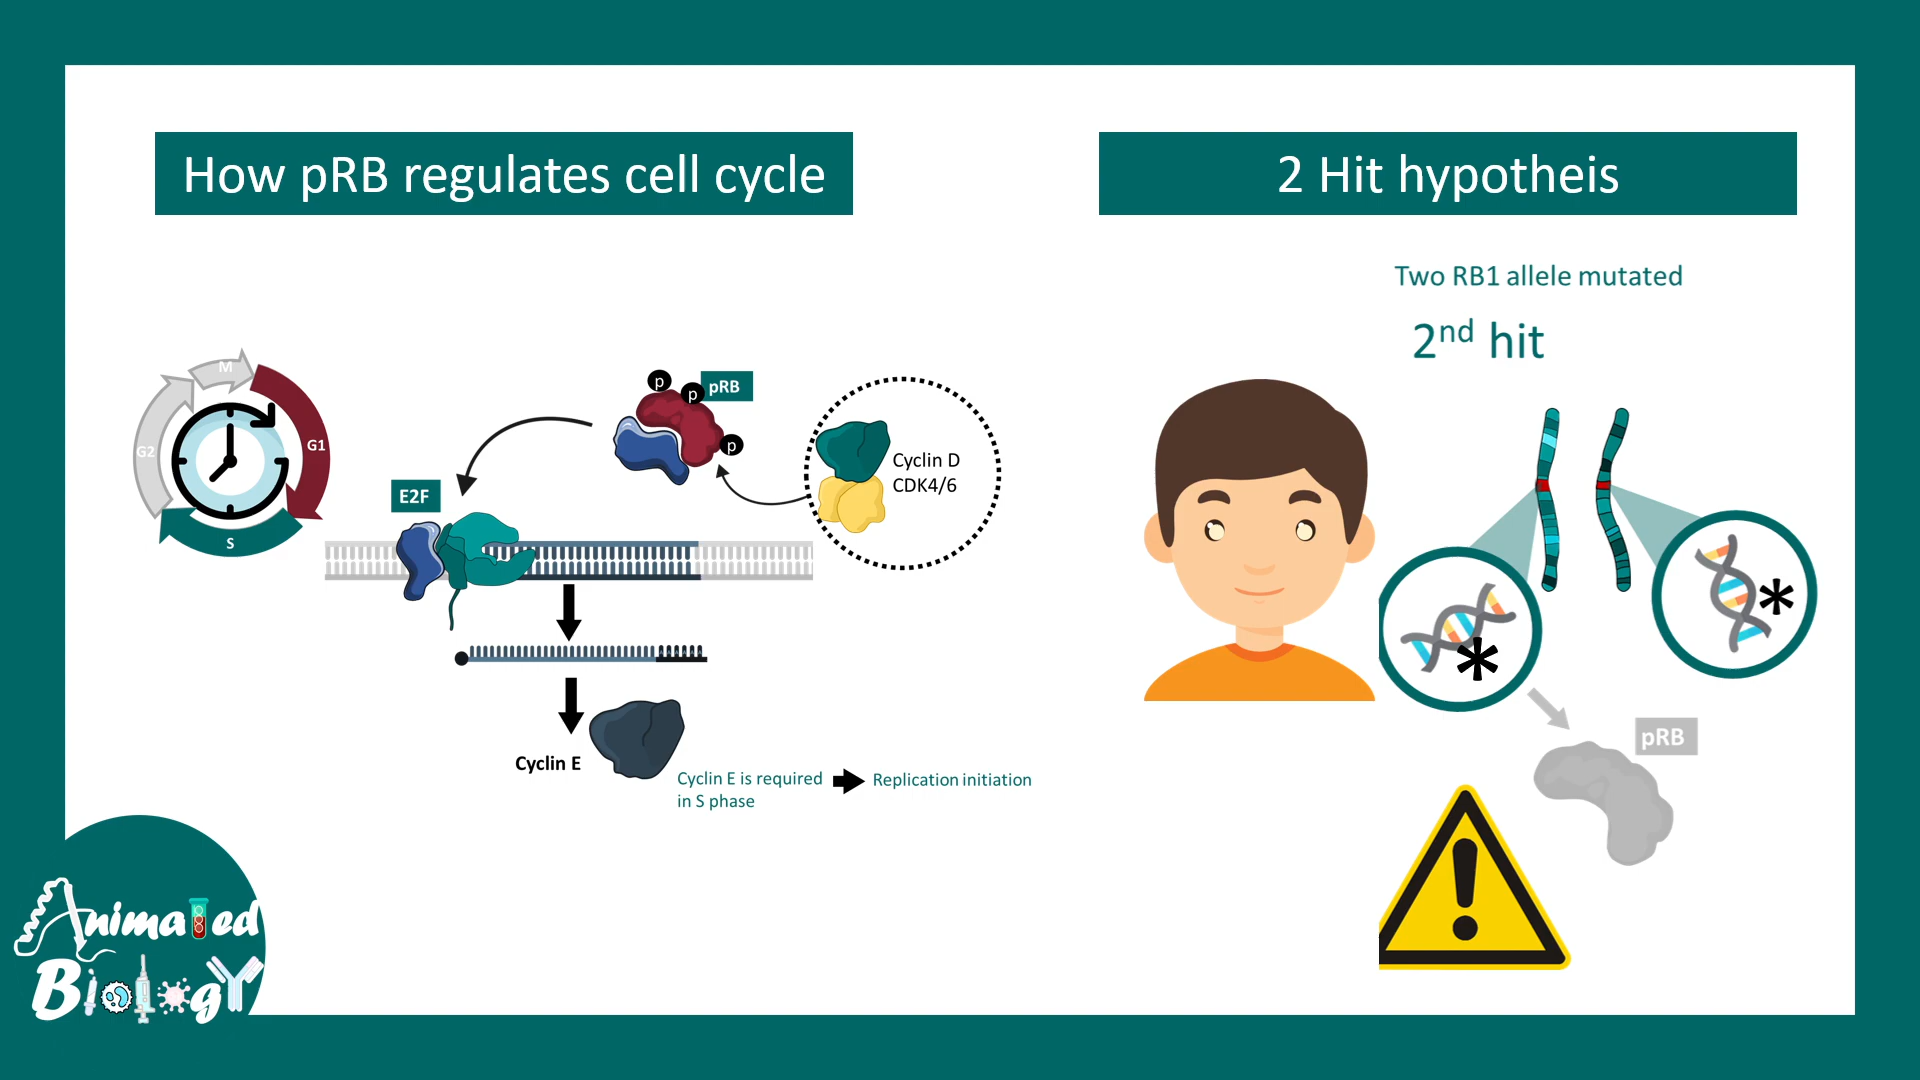 How pRB regulates cell cycle
2 Hit hypotheis
Two RB1 allele mutated
2nd hit
M
G1
G2
S
p
p
pRB
p
Cyclin D
CDK4/6
E2F
Cyclin E
Cyclin E is required
in S phase
Replication initiation
pRB
Animated
Biology